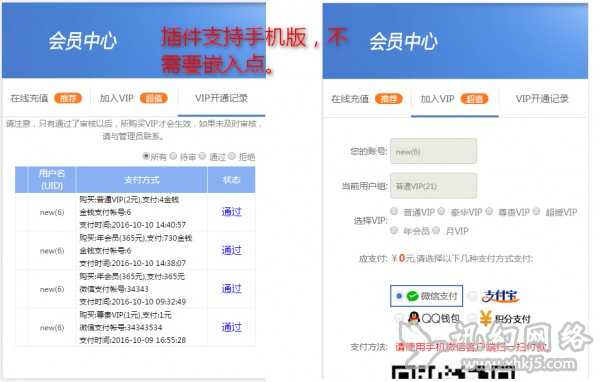 会员中心
插件支持手机版，不
需要嵌入点。
在线充值 推荐 加入VIP 超值 VIP开通记录
请注意，只有通过了审核以后，所购买VIP才会生效，如果未及时审核，
请与管理员联系。
所有 待审 通过 拒绝
用户名
(UID) 支付方式 状态
购买:普通VIP(2元),支付:4金钱
new(6) 金钱支付帐号:6 通过
支付时间:2016-10-10 14:40:57
购买:年会员(365元),支付:730金钱
new(6) 金钱支付帐号:6 通过
支付时间:2016-10-10 14:38:07
购买:年会员(365元),支付:365元
new(6) 微信支付帐号:34343 通过
支付时间:2016-10-10 09:32:49
购买:尊贵VIP(1元),支付:1元
new(6) 微信支付帐号:34343534 通过
支付时间:2016-10-09 16:55:28
会员中心
在线充值 推荐 加入VIP 超值 VIP开通记录
您的账号: new(6)
当前用户组: 普通VIP(21)
选择VIP: 普通VIP 豪华VIP 尊贵VIP 超级VIP
年会员 月VIP
应支付: ¥0元,请选择以下几种支付方式支付:
微信支付 支付宝
QQ钱包 积分支付
支付方法: 请使用手机微信客户端扫一扫付款。
机幻网络
www.xhkj5.com